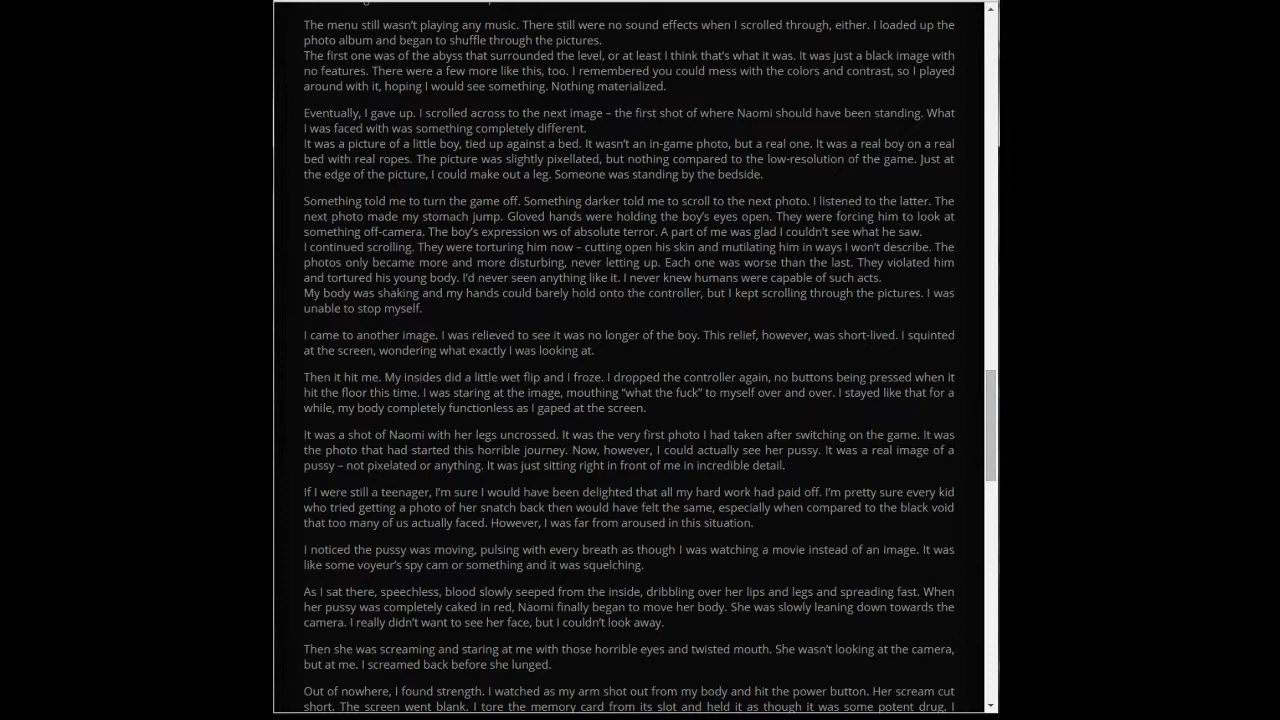 The menu still wasn't playing any music. There still were no sound effects when I scrolled through, either. I loaded up the
photo album and began to shuffle through the pictures.
The first one was of the abyss that surrounded the level, or at least I think that's what it was. It was just a black image with
no features. There were a few more like this, too. I remembered you could mess with the colors and contrast, so I played
around with it, hoping I would see something. Nothing materialized.
Eventually, I gave up. I scrolled across to the next image – the first shot of where Naomi should have been standing. What
I was faced with was something completely different.
It was a picture of a little boy, tied up against a bed. It wasn't an in-game photo, but a real one. It was a real boy on a real
bed with real ropes. The picture was slightly pixellated, but nothing compared to the low-resolution of the game. Just at
the edge of the picture, I could make out a leg. Someone was standing by the bedside.
Something told me to turn the game off. Something darker told me to scroll to the next photo. I listened to the latter. The
next photo made my stomach jump. Gloved hands were holding the boy's eyes open. They were forcing him to look at
something off-camera. The boy's expression ws of absolute terror. A part of me was glad I couldn't see what he saw.
I continued scrolling. They were torturing him now – cutting open his skin and mutilating him in ways I won't describe. The
photos only became more and more disturbing, never letting up. Each one was worse than the last. They violated him
and tortured his young body. I'd never seen anything like it. I never knew humans were capable of such acts.
My body was shaking and my hands could barely hold onto the controller, but I kept scrolling through the pictures. I was
unable to stop myself.
I came to another image. I was relieved to see it was no longer of the boy. This relief, however, was short-lived. I squinted
at the screen, wondering what exactly I was looking at.
Then it hit me. My insides did a little wet flip and I froze. I dropped the controller again, no buttons being pressed when it
hit the floor this time. I was staring at the image, mouthing “what the fuck” to myself over and over. I stayed like that for a
while, my body completely functionless as I gaped at the screen.
It was a shot of Naomi with her legs uncrossed. It was the very first photo I had taken after switching on the game. It was
the photo that had started this horrible journey. Now, however, I could actually see her pussy. It was a real image of a
pussy – not pixelated or anything. It was just sitting right in front of me in incredible detail.
If I were still a teenager, I'm sure I would have been delighted that all my hard work had paid off. I'm pretty sure every kid
who tried getting a photo of her snatch back then would have felt the same, especially when compared to the black void
that too many of us actually faced. However, I was far from aroused in this situation.
I noticed the pussy was moving, pulsing with every breath as though I was watching a movie instead of an image. It was
like some voyeur's spy cam or something and it was squelching.
As I sat there, speechless, blood slowly seeped from the inside, dribbling over her lips and legs and spreading fast. When
her pussy was completely caked in red, Naomi finally began to move her body. She was slowly leaning down towards the
camera. I really didn't want to see her face, but I couldn't look away.
Then she was screaming and staring at me with those horrible eyes and twisted mouth. She wasn't looking at the camera,
but at me. I screamed back before she lunged.
Out of nowhere, I found strength. I watched as my arm shot out from my body and hit the power button. Her scream cut
short. The screen went blank. I tore the memory card from its slot and held it as though it was some potent drug. I